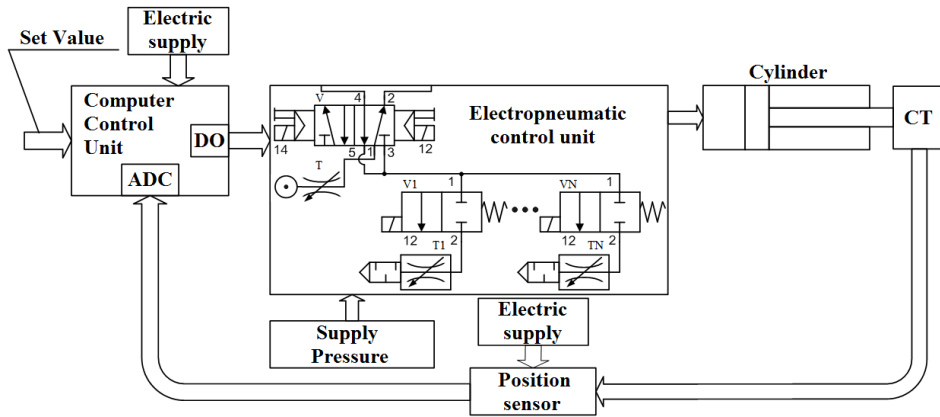 Electric
supply
Set Value
Computer
Control
Unit
DO
ADC
V 4 2
14 5 1 3 12
Electropneumatic
control unit
T
V1 1
12 2
T1
VN 1
12 2
TN
Cylinder
CT
Supply
Pressure
Electric
supply
Position
sensor